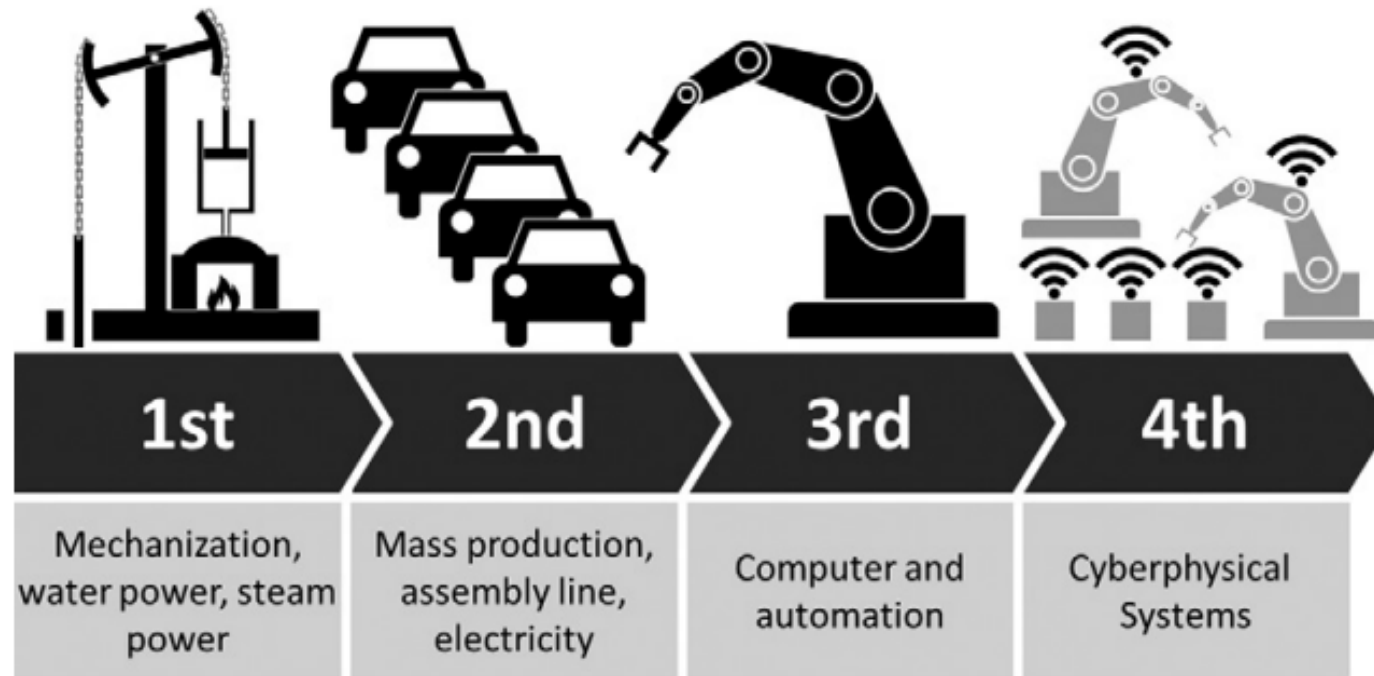 1st
2nd
3rd
4th
Mechanization,
water power, steam
power
Mass production,
assembly line,
electricity
Computer and
automation
Cyberphysical
Systems